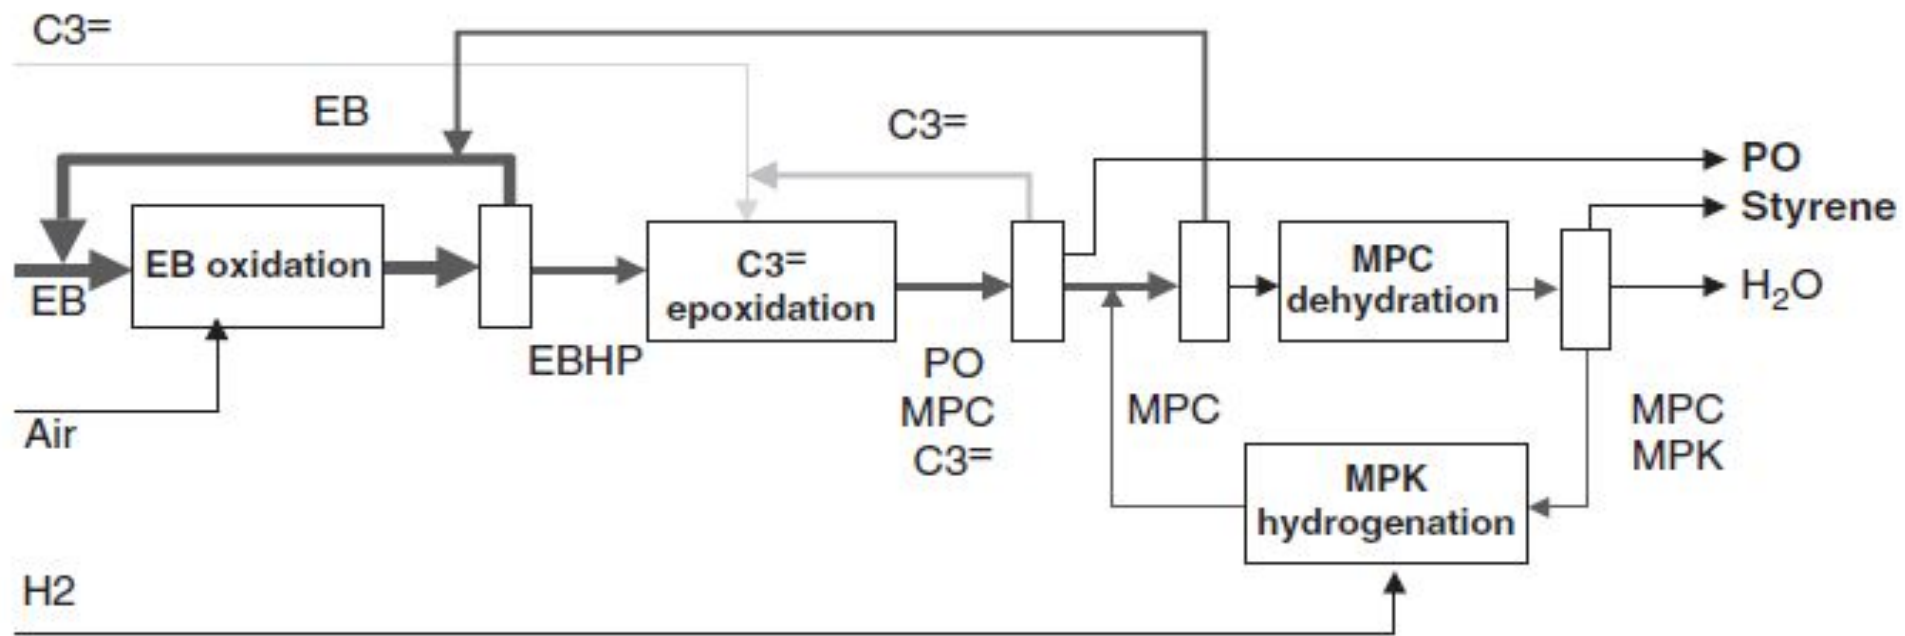 C3=
EB
C3=
PO
Styrene
EB oxidation
C3=
epoxidation
MPC
dehydration
H₂O
EB
EBHP
PO
MPC
C3=
MPC
MPC
MPK
Air
MPK
hydrogenation
H2